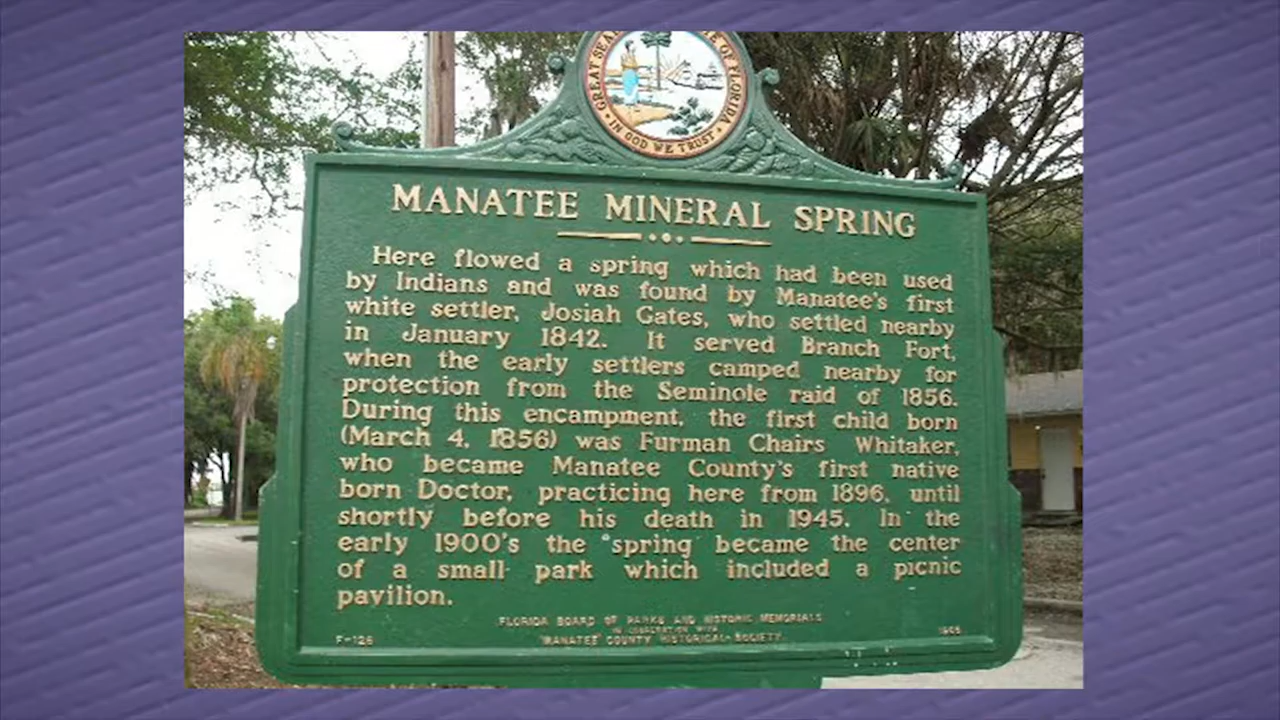 GREAT SEAL
OF FLORIDA
IN GOD WE TRUST
MANATEE MINERAL SPRING
Here flowed a spring which had been used
by Indians and was found by Manatee's first
white settler, Josiah Gates, who settled nearby
in January 1842. It served Branch Fort,
when the early settlers camped nearby for
protection from the Seminole raid of 1856.
During this encampment, the first child born
(March 4, 1856) was Furman Chairs Whitaker,
who became Manatee County's first native
born Doctor, practicing here from 1896, until
shortly before his death in 1945. In the
early 1900's the spring became the center
of a small park which included a picnic
pavilion.
FLORIDA BOARD OF PARKS AND HISTORIC MEMORIALS
IN COOPERATION WITH
F-126 MANATEE COUNTY HISTORICAL SOCIETY